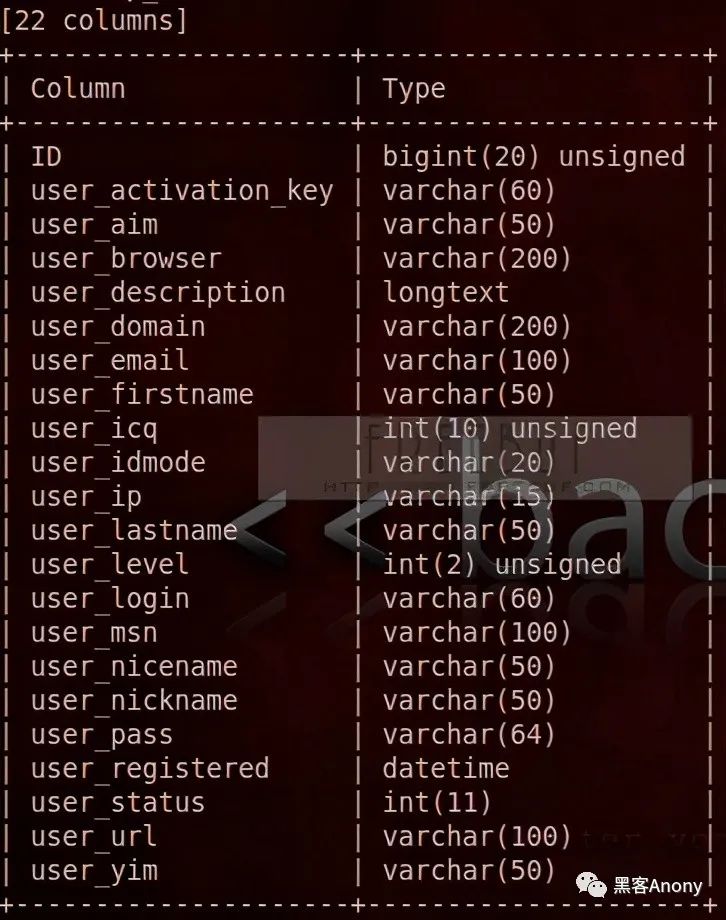 [22 columns]
+----------------------+----------------------+
| Column | Type |
+----------------------+----------------------+
| ID | bigint(20) unsigned |
| user_activation_key | varchar(60) |
| user_aim | varchar(50) |
| user_browser | varchar(200) |
| user_description | longtext |
| user_domain | varchar(200) |
| user_email | varchar(100) |
| user_firstname | varchar(50) |
| user_icq | int(10) unsigned |
| user_idmode | varchar(20) |
| user_ip | varchar(15) |
| user_lastname | varchar(50) |
| user_level | int(2) unsigned |
| user_login | varchar(60) |
| user_msn | varchar(100) |
| user_nicename | varchar(50) |
| user_nickname | varchar(50) |
| user_pass | varchar(64) |
| user_registered | datetime |
| user_status | int(11) |
| user_url | varchar(100) |
| user_yim | varchar(50) |
+----------------------+----------------------+
<< bac
黑客Anony